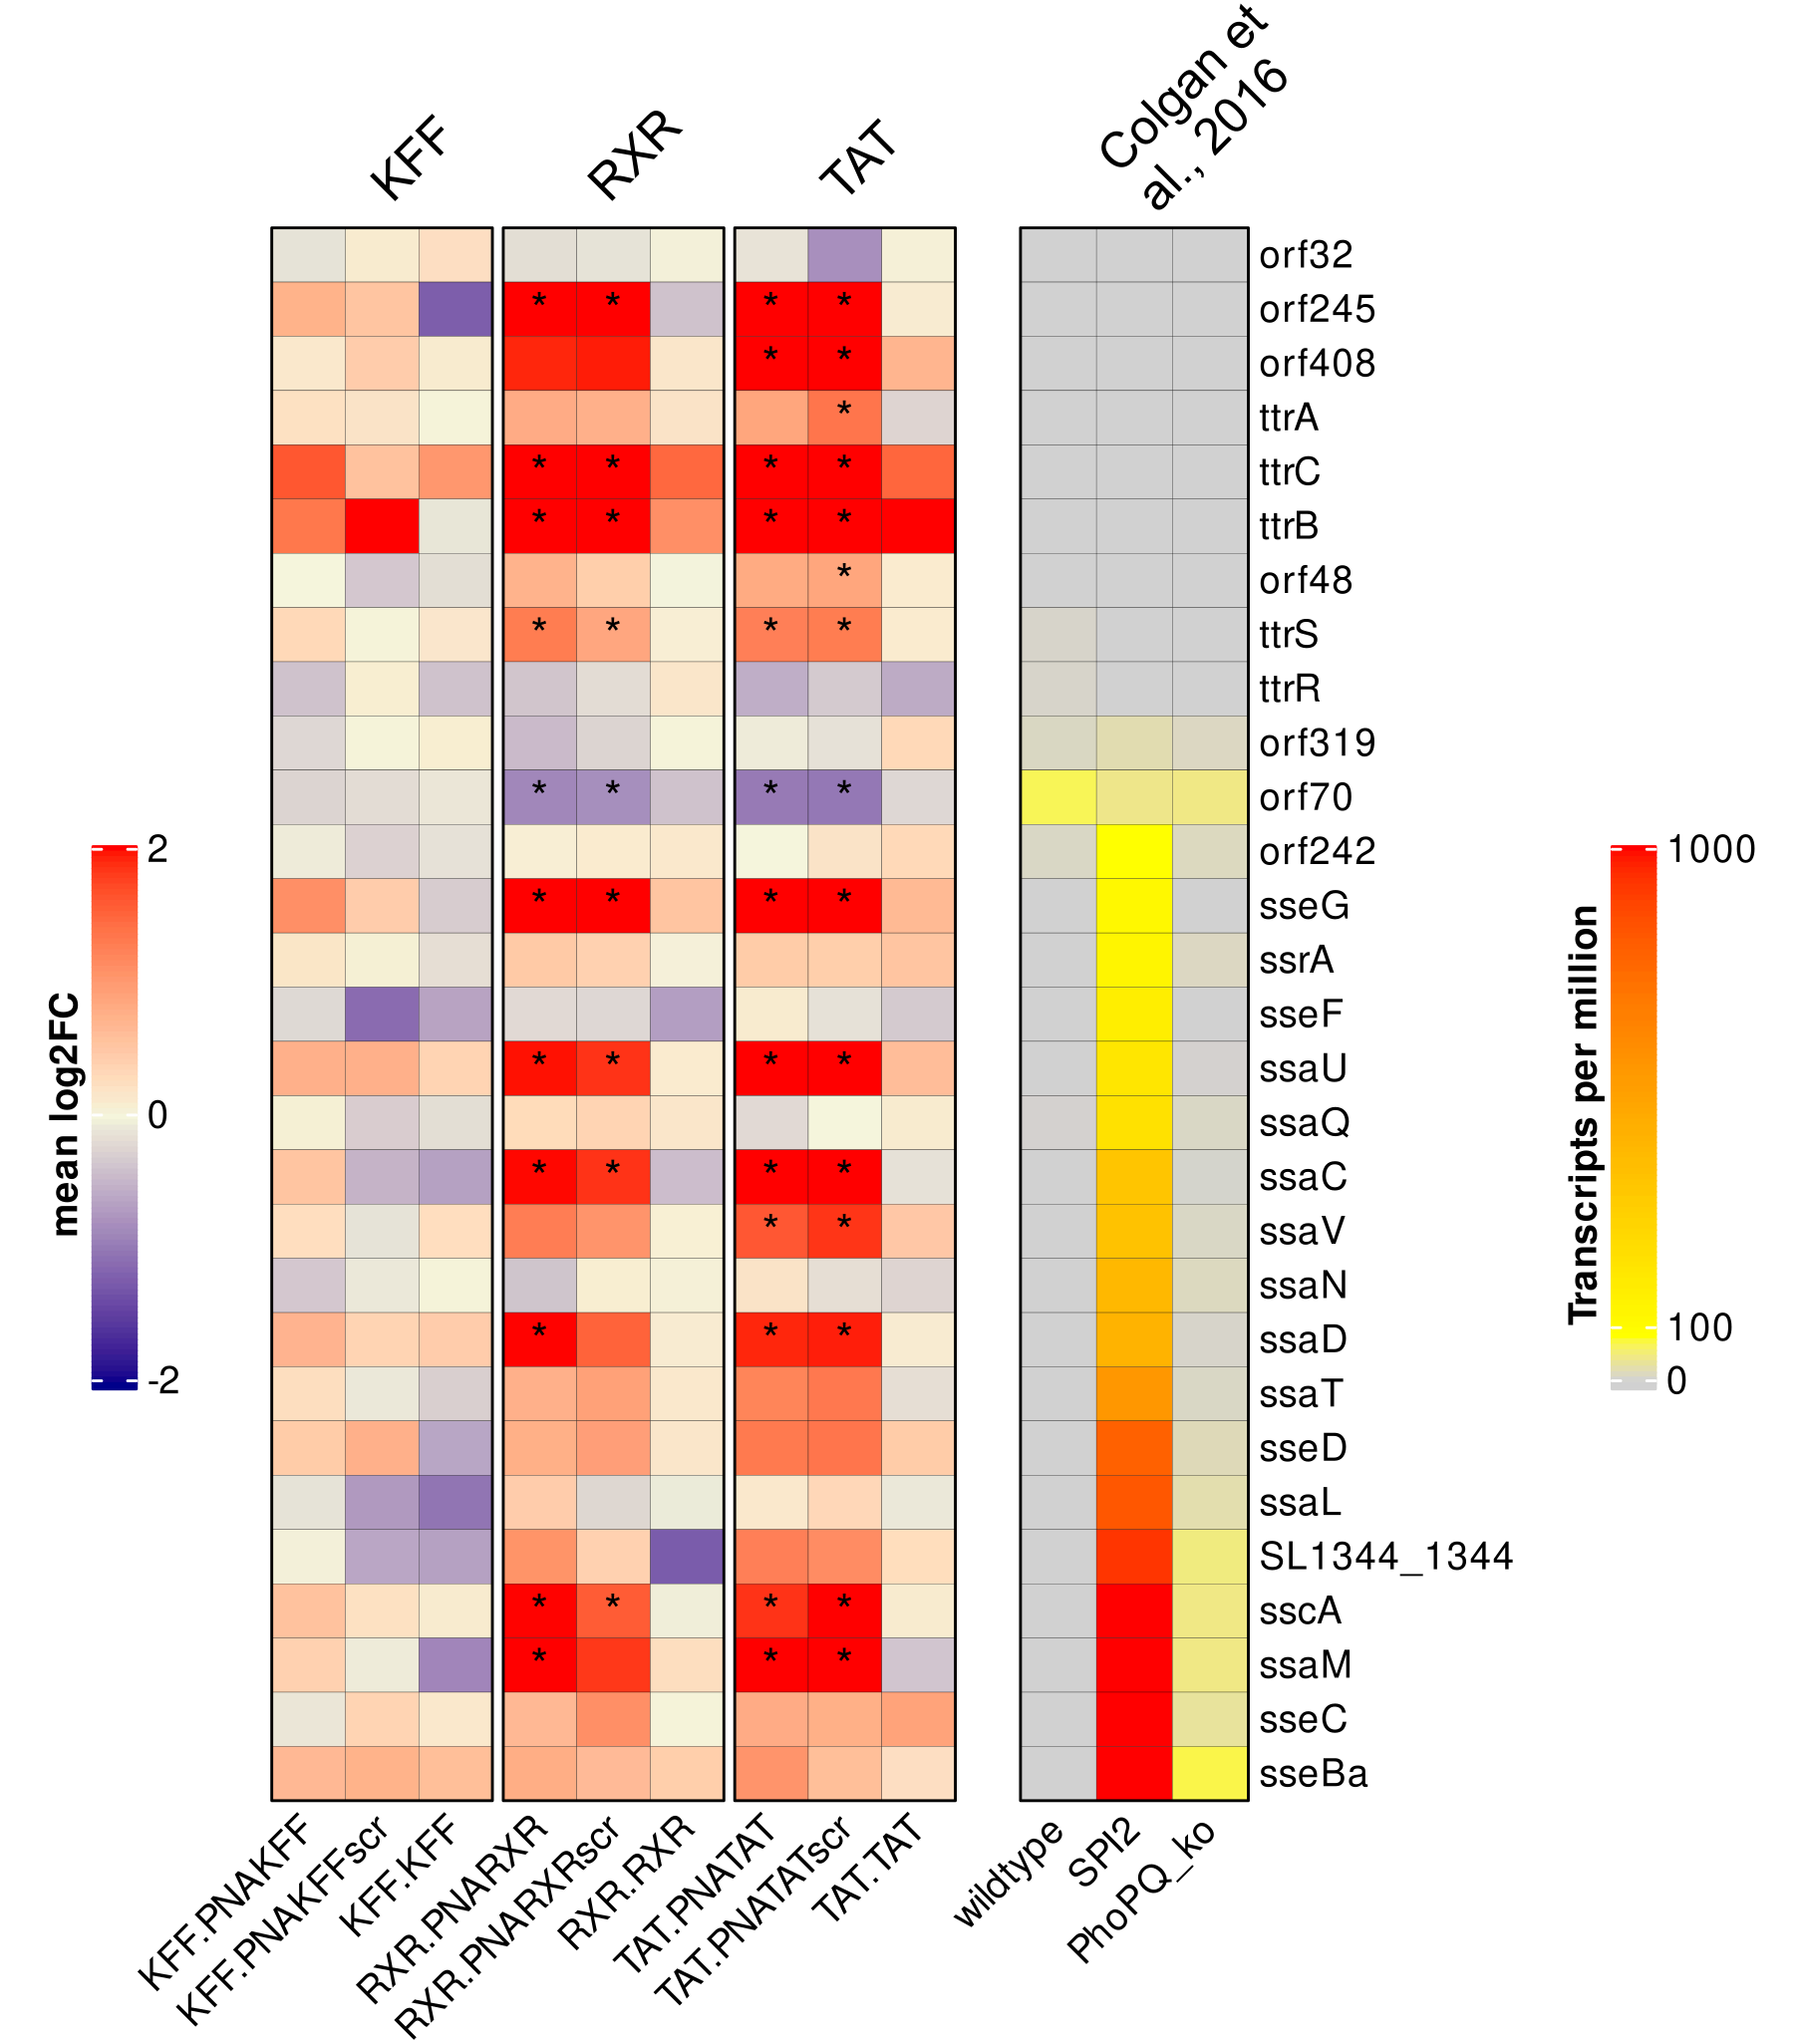 KFF
RXR
TAT
Colgan et
al., 2016
orf32
* * * * orf245
* * orf408
* ttrA
* * * * ttrC
* * * * ttrB
* orf48
* * * * ttrS
ttrR
orf319
* * * * orf70
orf242
* * * * sseG
ssrA
sseF
* * * * ssaU
ssaQ
* * * * ssaC
* * ssaV
ssaN
* * * ssaD
ssaT
sseD
ssaL
SL1344_1344
* * * * sscA
* * * ssaM
sseC
sseBa
mean log2FC
2
0
-2
Transcripts per million
1000
100
0
KFF.PNAKFF
KFF.PNAKFFscr
KFF.KFF
RXR.PNARXR
RXR.PNARXRscr
RXR.RXR
TAT.PNATAT
TAT.PNATATscr
TAT.TAT
wildtype
SPI2
PhoPQ_ko